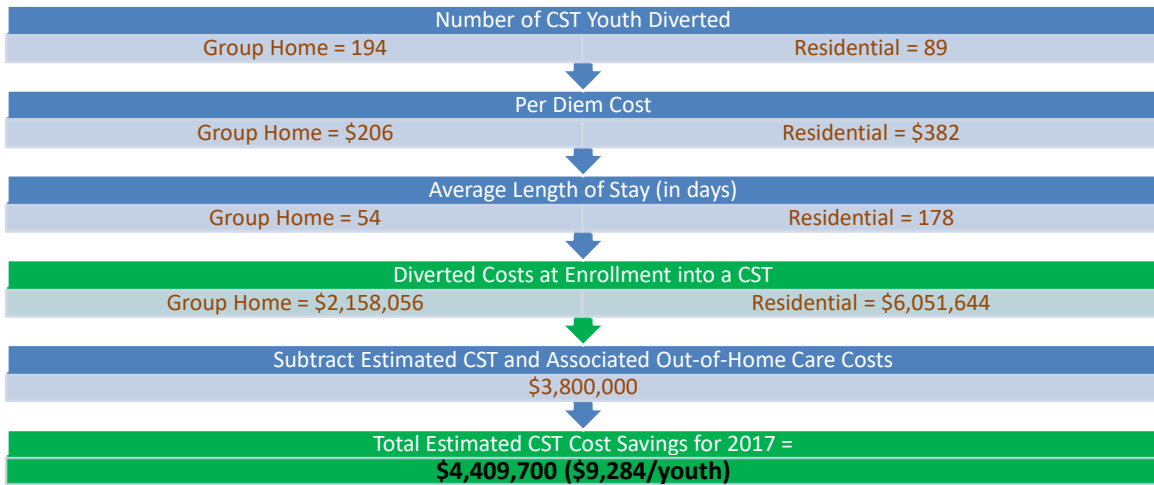 Number of CST Youth Diverted
Group Home = 194 Residential = 89
Per Diem Cost
Group Home = $206 Residential = $382
Average Length of Stay (in days)
Group Home = 54 Residential = 178
Diverted Costs at Enrollment into a CST
Group Home = $2,158,056 Residential = $6,051,644
Subtract Estimated CST and Associated Out-of-Home Care Costs
$3,800,000
Total Estimated CST Cost Savings for 2017 =
$4,409,700 ($9,284/youth)